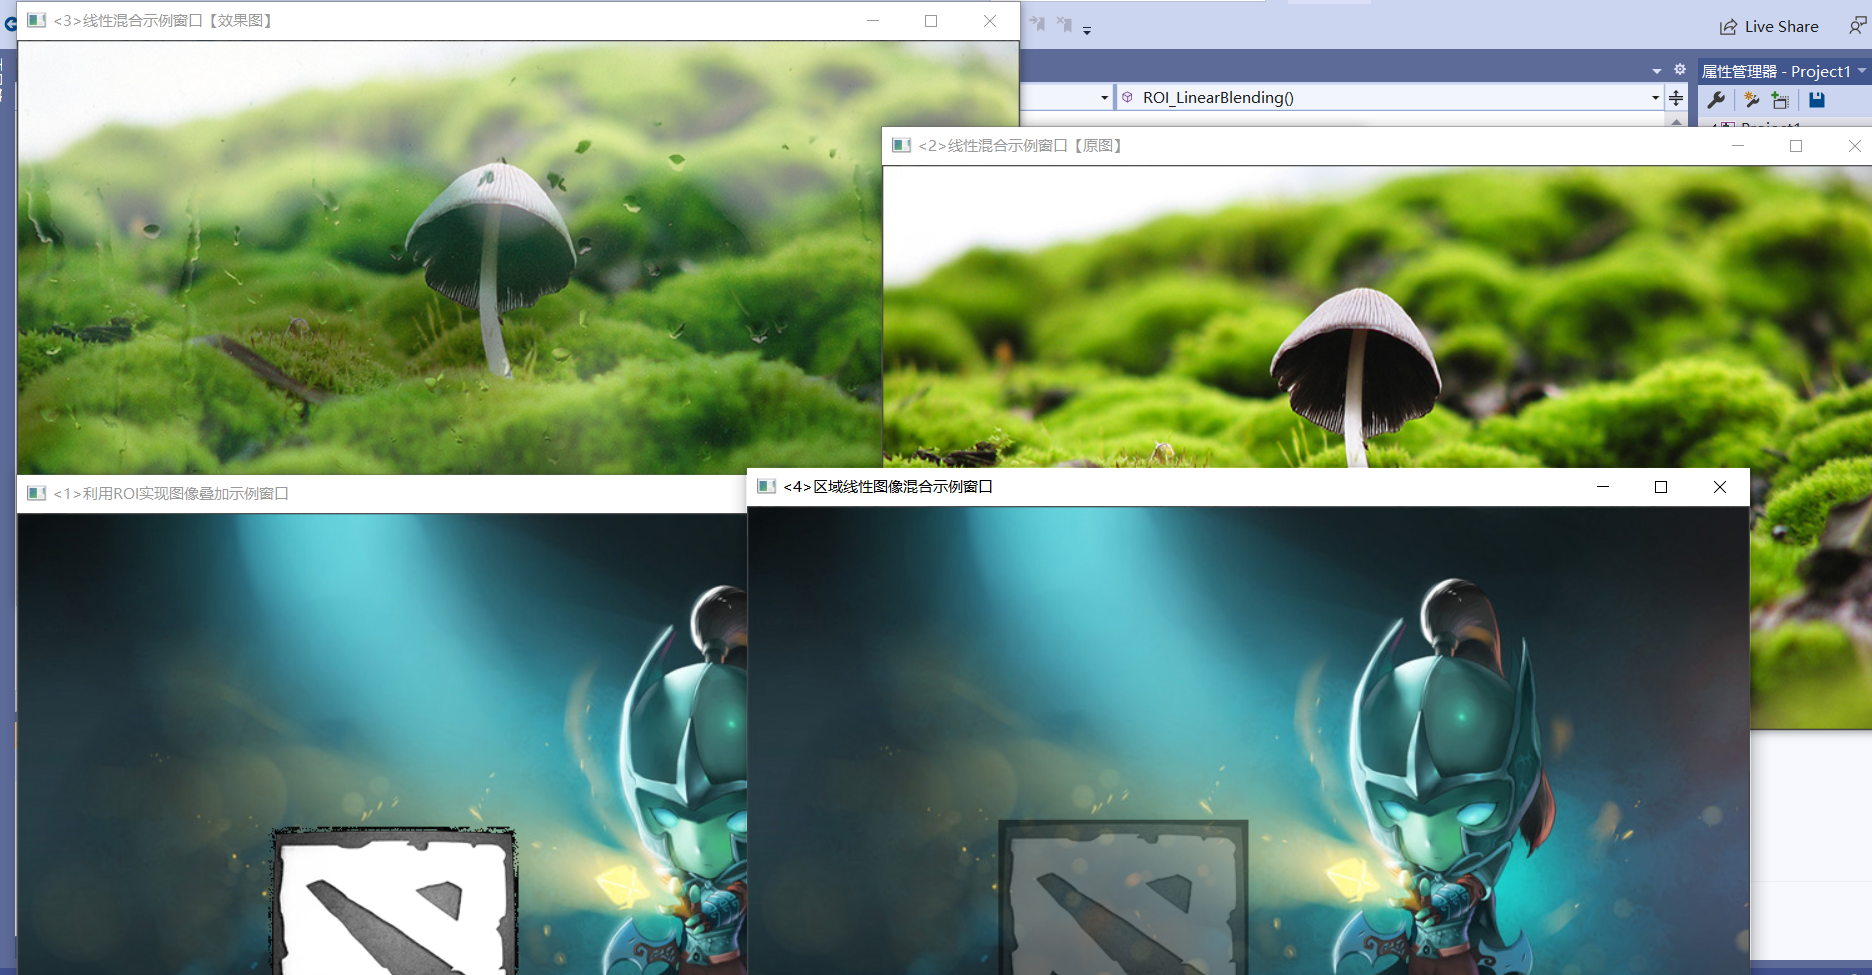 <3>线性混合示例窗口【效果图】
Live Share
属性管理器 - Project1
ROI_LinearBlending()
Project1
<2>线性混合示例窗口【原图】
<1>利用ROI实现图像叠加示例窗口
<4>区域线性图像混合示例窗口